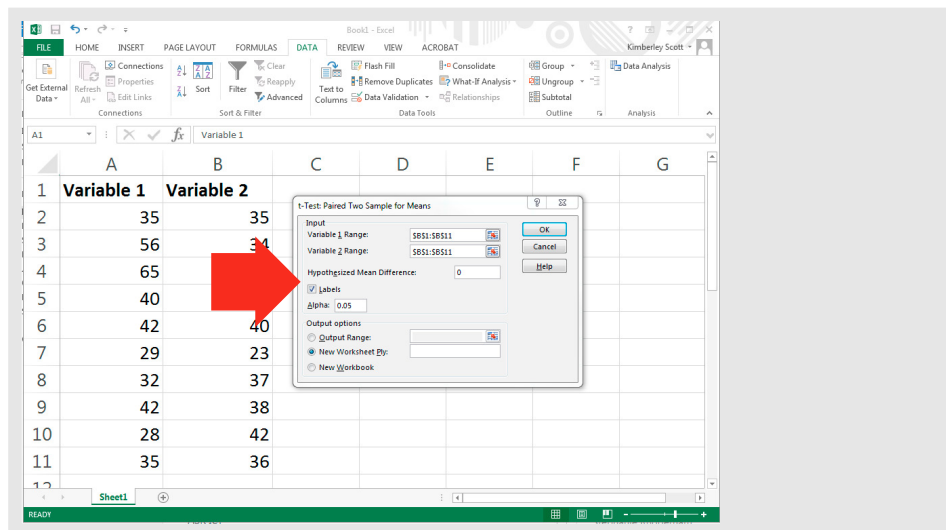 Book1 - Excel
FILE HOME INSERT PAGE LAYOUT FORMULAS DATA REVIEW VIEW ACROBAT Kimberley Scott
Get External Data
Refresh All
Connections
Properties
Edit Links
Connections
Sort
Filter
Clear
Reapply
Advanced
Sort & Filter
Text to Columns
Flash Fill
Remove Duplicates
Data Validation
Consolidate
What-If Analysis
Relationships
Data Tools
Group
Ungroup
Subtotal
Outline
Data Analysis
Analysis
A1 fx Variable 1
A B C D E F G
1 Variable 1 Variable 2
2 35 35
3 56
4 65
5 40
6 42 40
7 29 23
8 32 37
9 42 38
10 28 42
11 35 36
t-Test: Paired Two Sample for Means
Input
Variable 1 Range: $B$1:$B$11
Variable 2 Range: $B$1:$B$11
Hypothesized Mean Difference: 0
Labels
Alpha: 0.05
Output options
Output Range:
New Worksheet Ply:
New Workbook
OK
Cancel
Help
Sheet1
READY